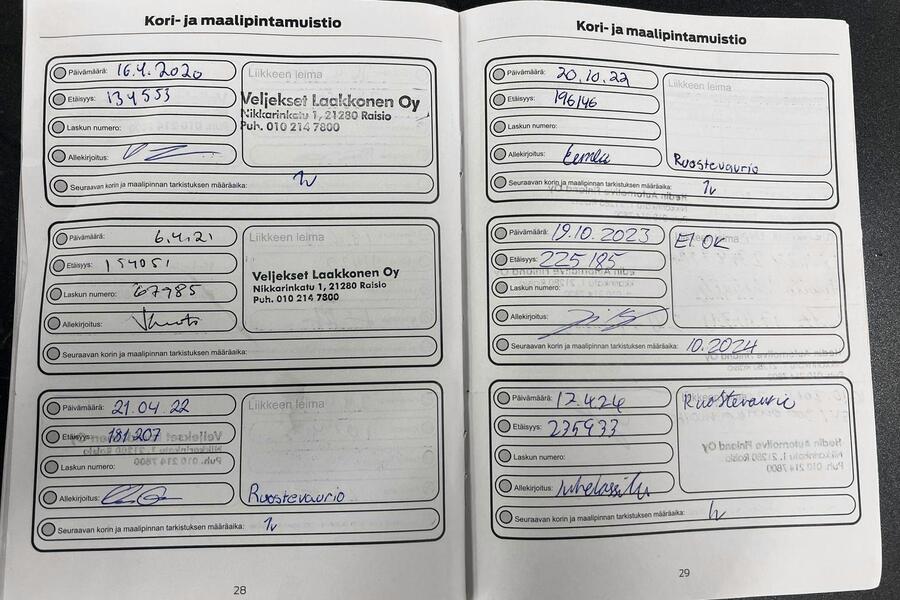 Kori- ja maalipintamuistio
Päivämäärä: 16.4.2020
Liikkeen leima
Etäisyys: 134553
Veljekset Laakkonen Oy
Nikkarinkatu 1, 21280 Raisio
Puh. 010 214 7800
Laskun numero:
Allekirjoitus:
Seuraavan korin ja maalipinnan tarkistuksen määräaika: 1v
Päivämäärä: 6.4.21
Liikkeen leima
Etäisyys: 154051
Veljekset Laakkonen Oy
Nikkarinkatu 1, 21280 Raisio
Puh. 010 214 7800
Laskun numero: 67985
Allekirjoitus:
Seuraavan korin ja maalipinnan tarkistuksen määräaika:
Päivämäärä: 21.04.22
Liikkeen leima
Etäisyys: 181207
Laskun numero:
Allekirjoitus:
Ruostevaurio
Seuraavan korin ja maalipinnan tarkistuksen määräaika: 1v
28
Kori- ja maalipintamuistio
Päivämäärä: 20.10.22
Liikkeen leima
Etäisyys: 196146
Laskun numero:
Allekirjoitus:
Ruostevaurio
Seuraavan korin ja maalipinnan tarkistuksen määräaika: 1v
Päivämäärä: 19.10.2023
EI OK
Etäisyys: 225185
Laskun numero:
Allekirjoitus:
Seuraavan korin ja maalipinnan tarkistuksen määräaika: 10.2024
Päivämäärä: 12.4.24
Ruostevaurio
Etäisyys: 235933
Laskun numero:
Allekirjoitus:
Seuraavan korin ja maalipinnan tarkistuksen määräaika: 1v
29